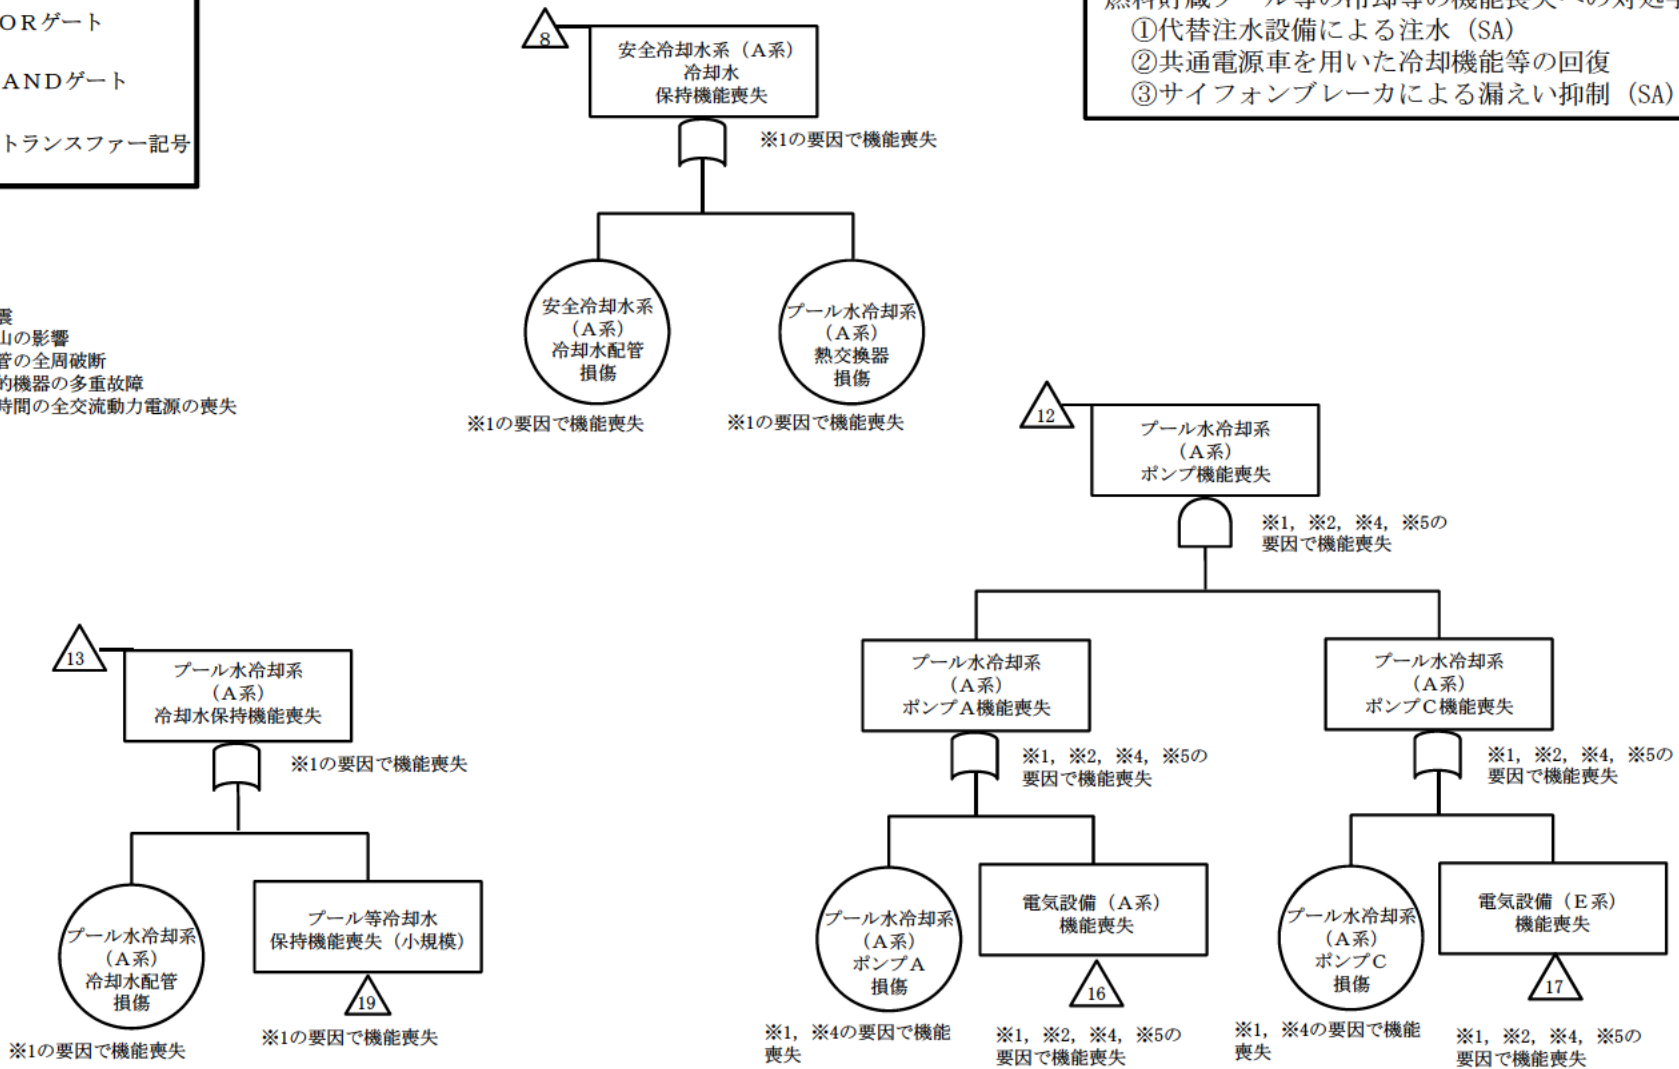 ORゲート
ANDゲート
トランスファー記号
震
山の影響
管の全周破断
的機器の多重故障
時間の全交流動力電源の喪失
8
安全冷却水系（A系）
冷却水
保持機能喪失
※1の要因で機能喪失
安全冷却水系
（A系）
冷却水配管
損傷
※1の要因で機能喪失
プール水冷却系
（A系）
熱交換器
損傷
※1の要因で機能喪失
燃料貯蔵プール等の冷却等の機能喪失への対処
①代替注水設備による注水（SA）
②共通電源車を用いた冷却機能等の回復
③サイフォンブレーカによる漏えい抑制（SA）
12
プール水冷却系
（A系）
ポンプ機能喪失
※1, ※2, ※4, ※5の
要因で機能喪失
13
プール水冷却系
（A系）
冷却水保持機能喪失
※1の要因で機能喪失
プール水冷却系
（A系）
冷却水配管
損傷
※1の要因で機能喪失
プール等冷却水
保持機能喪失（小規模）
19
※1の要因で機能喪失
プール水冷却系
（A系）
ポンプA機能喪失
※1, ※2, ※4, ※5の
要因で機能喪失
プール水冷却系
（A系）
ポンプA
損傷
※1, ※4の要因で機能
喪失
電気設備（A系）
機能喪失
16
※1, ※2, ※4, ※5の
要因で機能喪失
プール水冷却系
（A系）
ポンプC機能喪失
※1, ※2, ※4, ※5の
要因で機能喪失
プール水冷却系
（A系）
ポンプC
損傷
※1, ※4の要因で機能
喪失
電気設備（E系）
機能喪失
17
※1, ※2, ※4, ※5の
要因で機能喪失